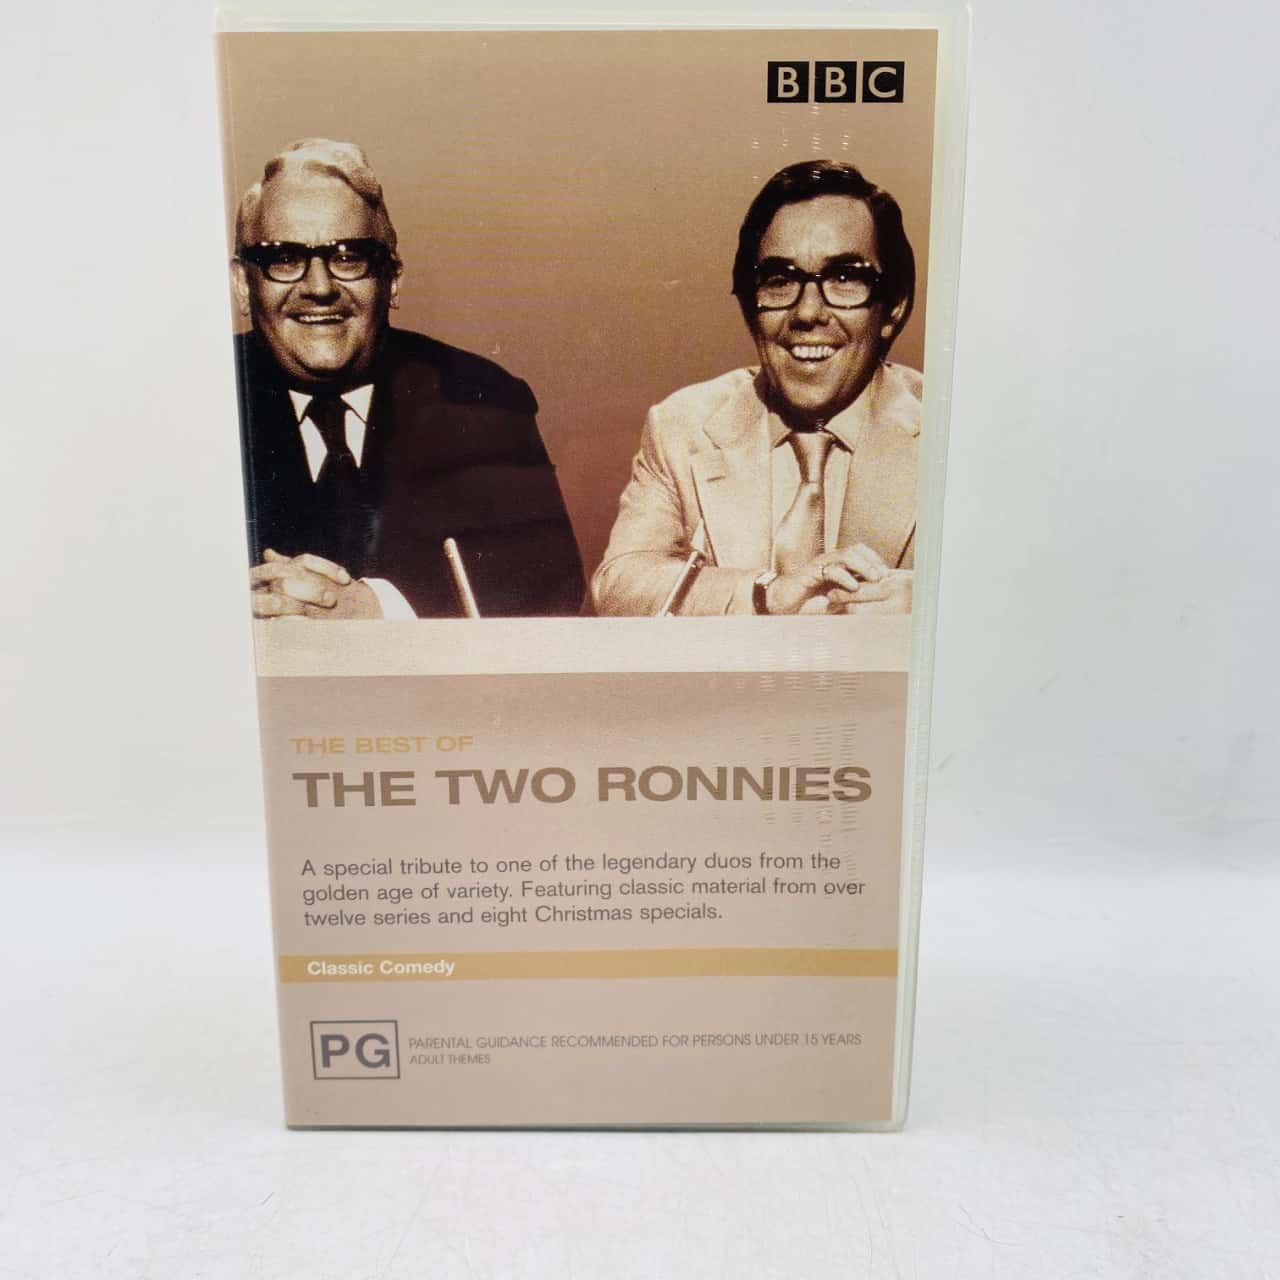 BBC
THE BEST OF
THE TWO RONNIES
A special tribute to one of the legendary duos from the
golden age of variety. Featuring classic material from over
twelve series and eight Christmas specials.
Classic Comedy
PG PARENTAL GUIDANCE RECOMMENDED FOR PERSONS UNDER 15 YEARS
ADULT THEMES